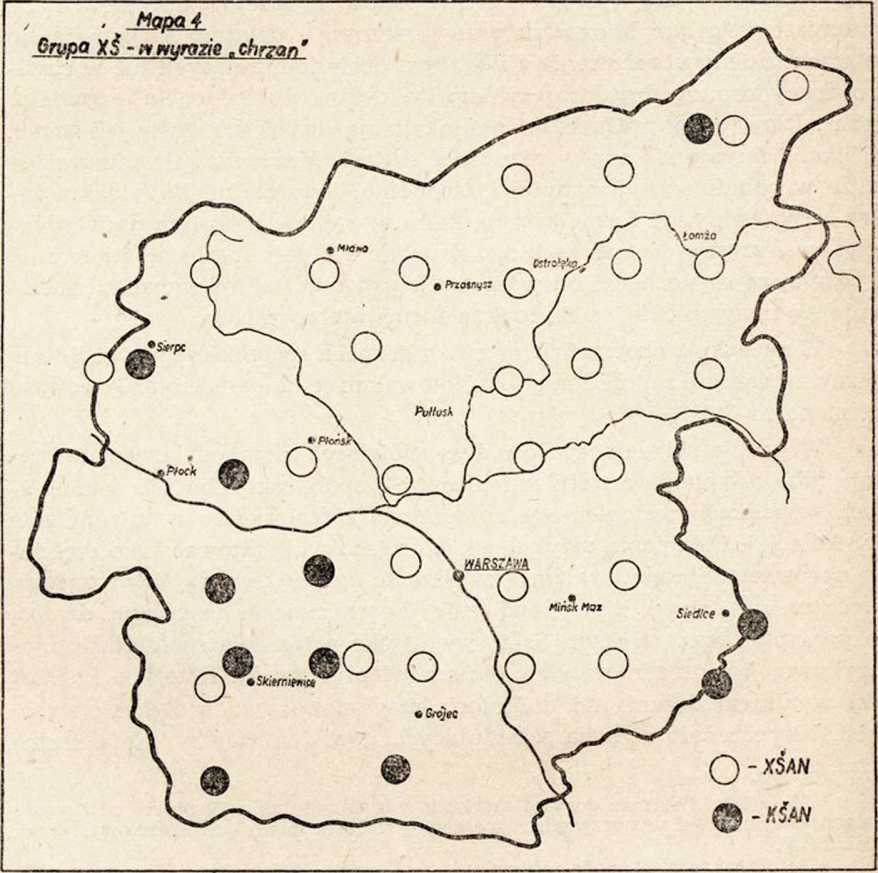 Mapa 4
Grupa XŠ - w wyrazie „chrzan"
Mława
Ostrołęka
Łomża
Przasnysz
Sierpc
Pułtusk
Płońsk
Płock
WARSZAWA
Mińsk Maz
Siedlce
Skierniewice
Grójec
- XŠAN
- KŠAN